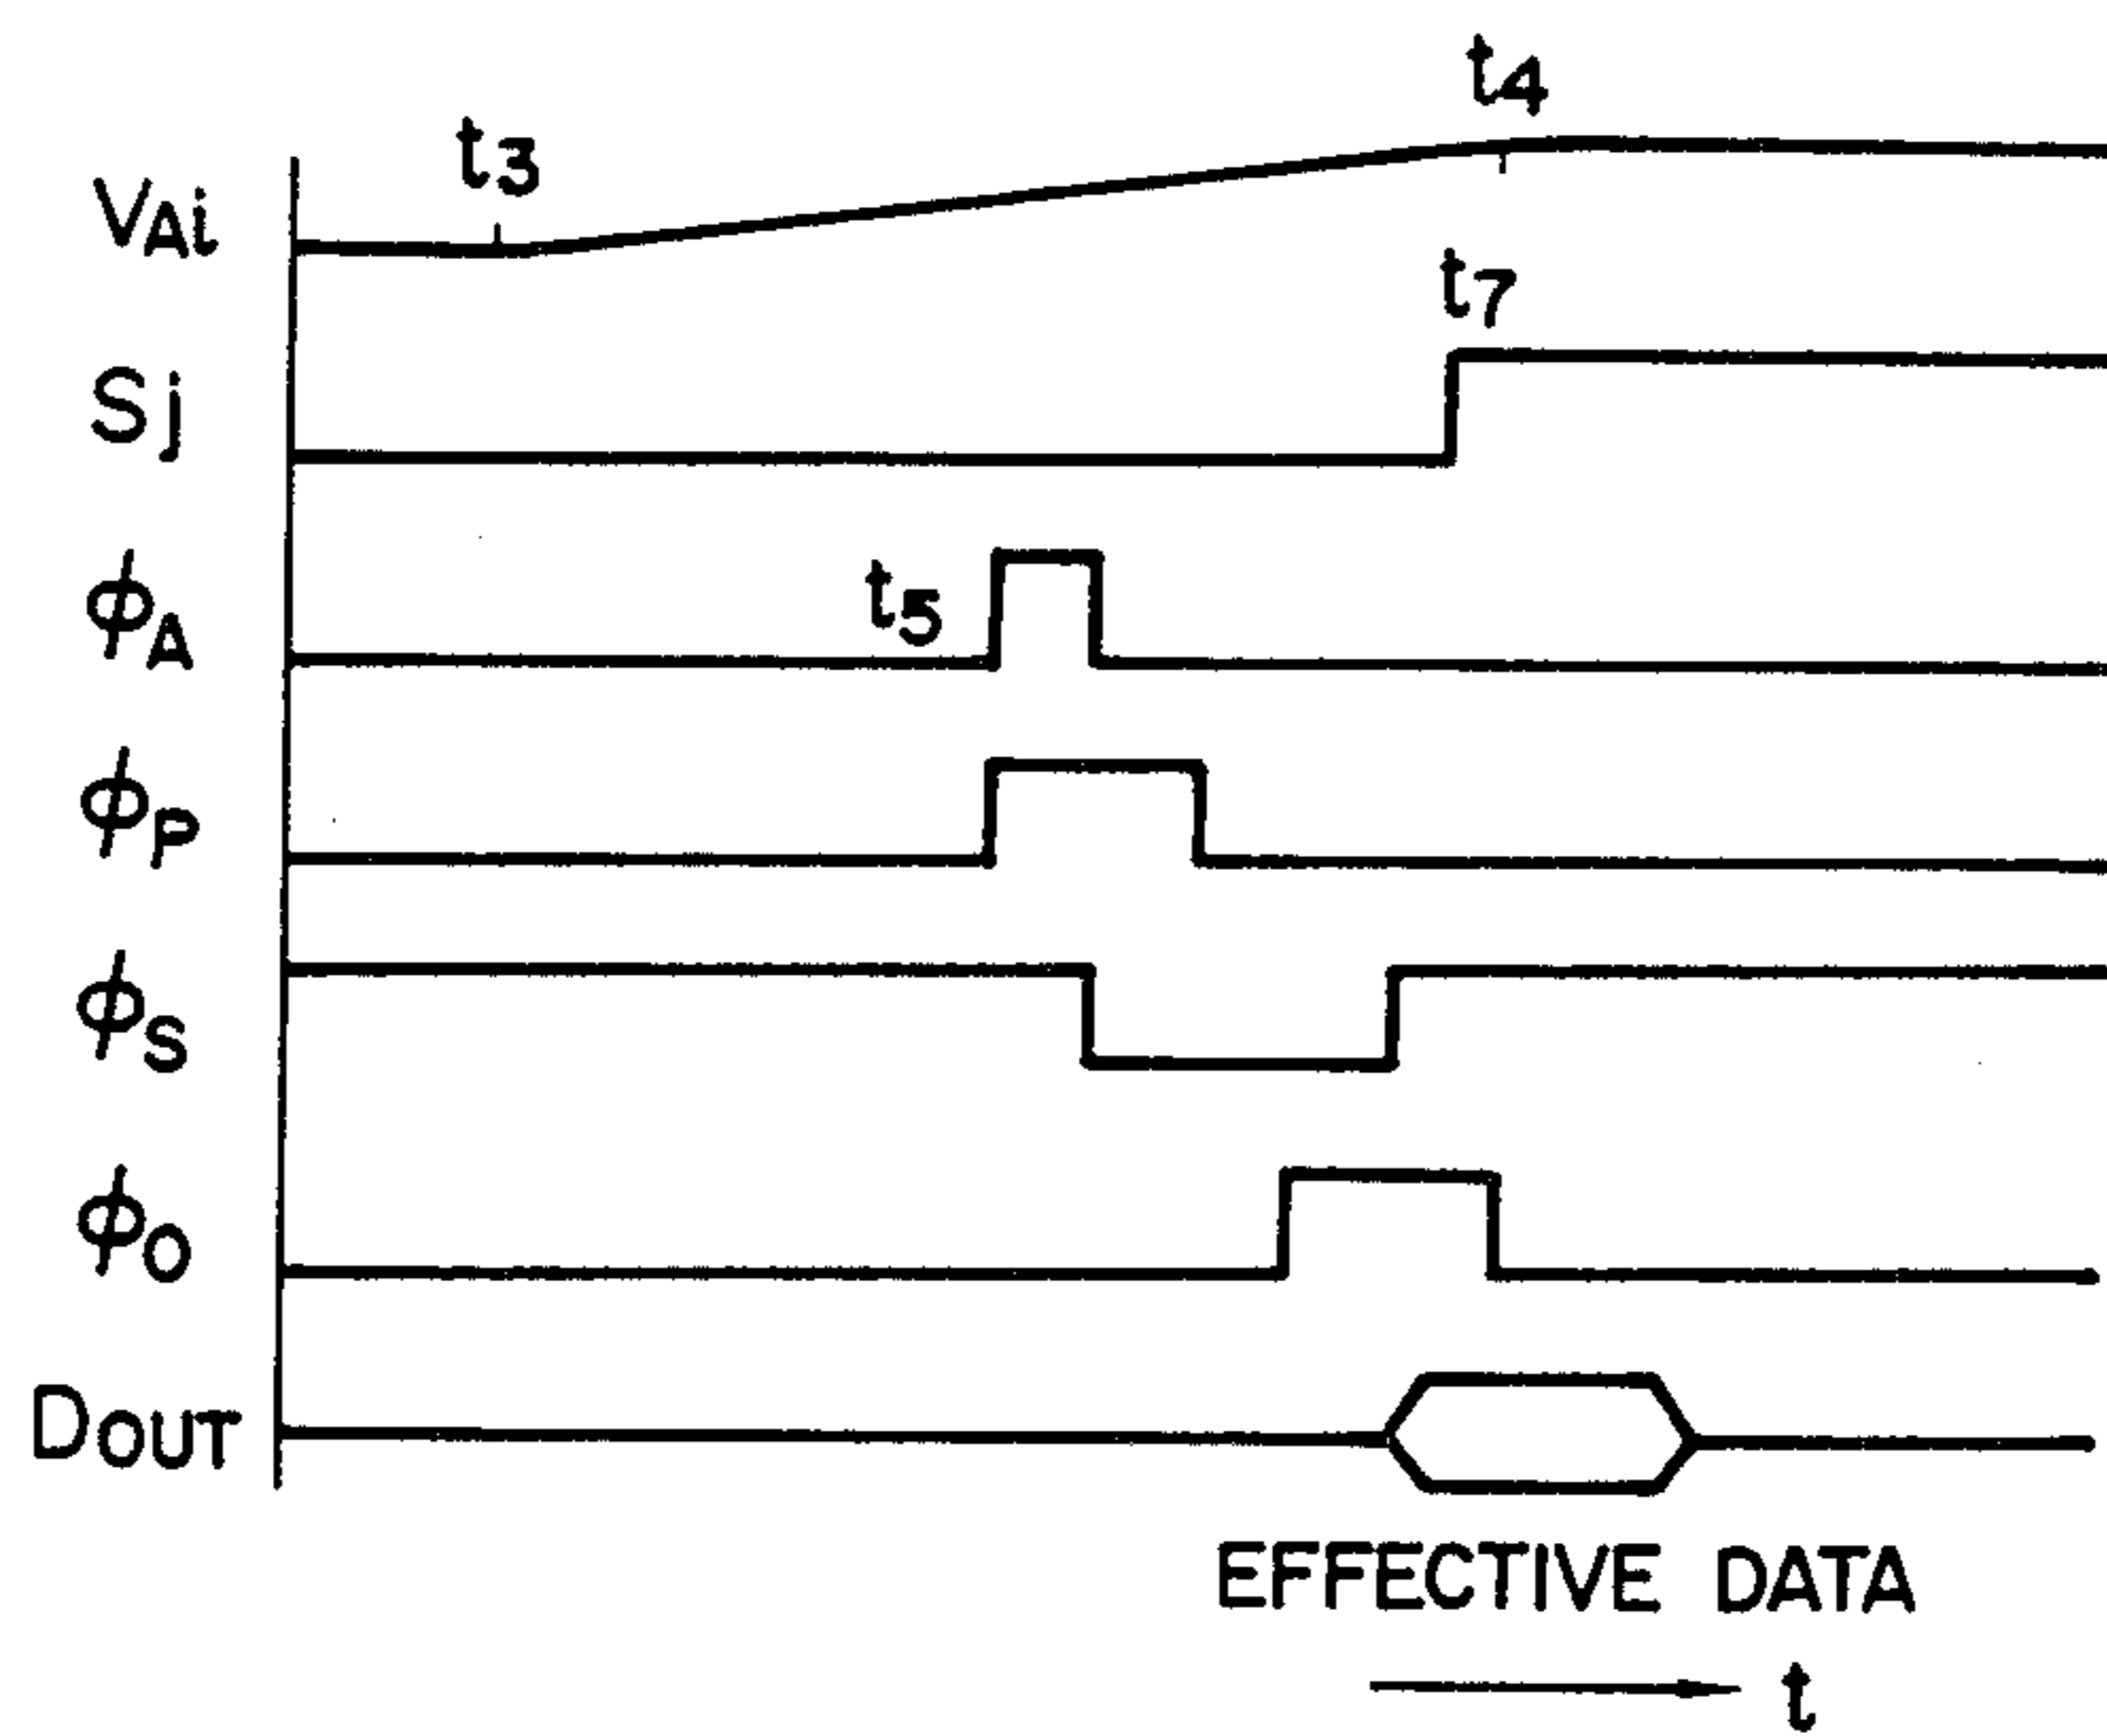 t4
t3
VAi
t7
Sj
t5
ϕA
ϕP
ϕS
ϕO
DOUT
EFFECTIVE DATA
t